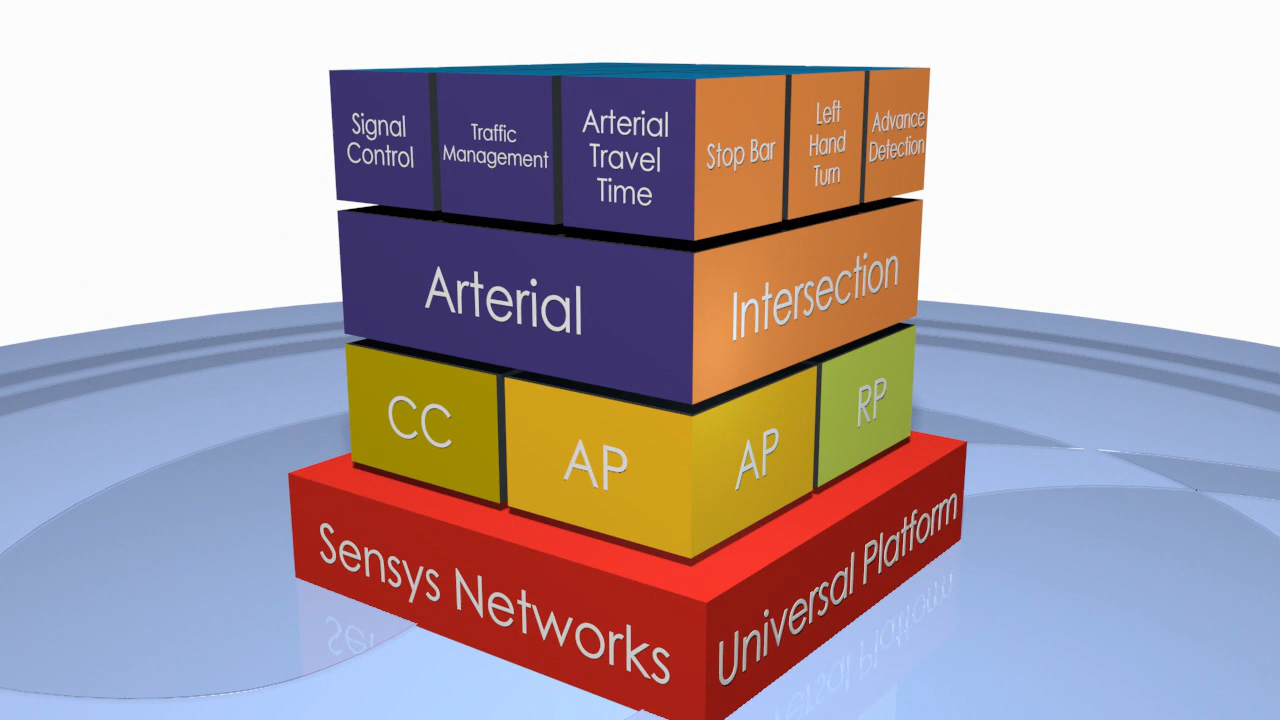 Signal
Control
Traffic
Management
Arterial
Travel
Time
Stop Bar
Left
Hand
Turn
Advance
Detection
Arterial
Intersection
CC
AP
AP
RP
Sensys Networks
Universal Platform